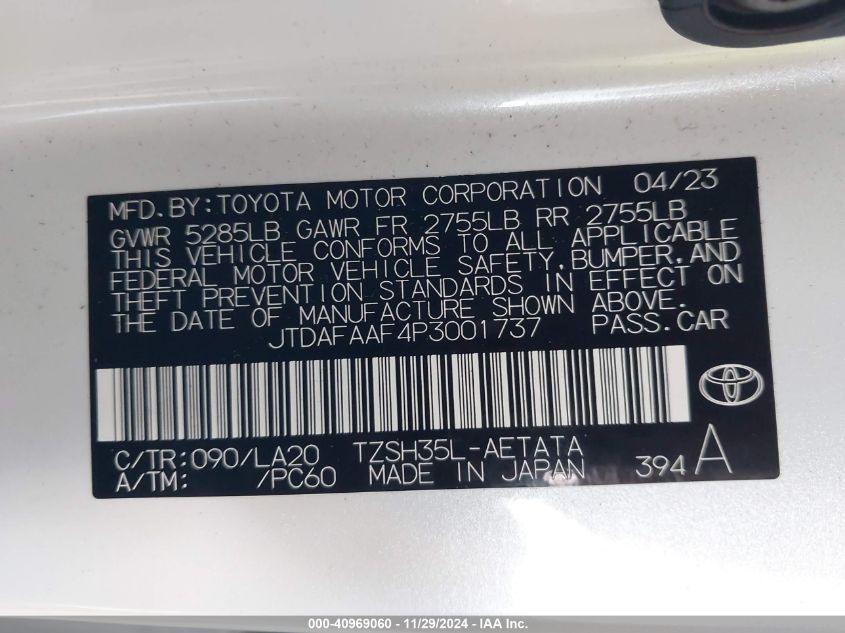 MFD. BY: TOYOTA MOTOR CORPORATION 04/23
GVWR 5285LB GAWR FR 2755LB RR 2755LB
THIS VEHICLE CONFORMS TO ALL APPLICABLE
FEDERAL MOTOR VEHICLE SAFETY, BUMPER, AND
THEFT PREVENTION STANDARDS IN EFFECT ON
THE DATE OF MANUFACTURE SHOWN ABOVE.
JTDAFAAF4P3001737 PASS. CAR
C/TR: 090/LA20 TZSH35L-AETATA
A/TM: /PC60 MADE IN JAPAN 394 A
000-40969060 - 11/29/2024 - IAA Inc.